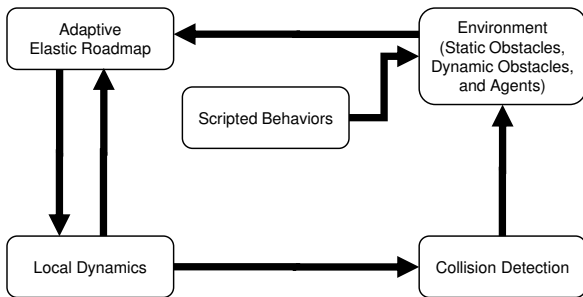 Adaptive
Elastic Roadmap
Environment
(Static Obstacles,
Dynamic Obstacles,
and Agents)
Scripted Behaviors
Local Dynamics
Collision Detection